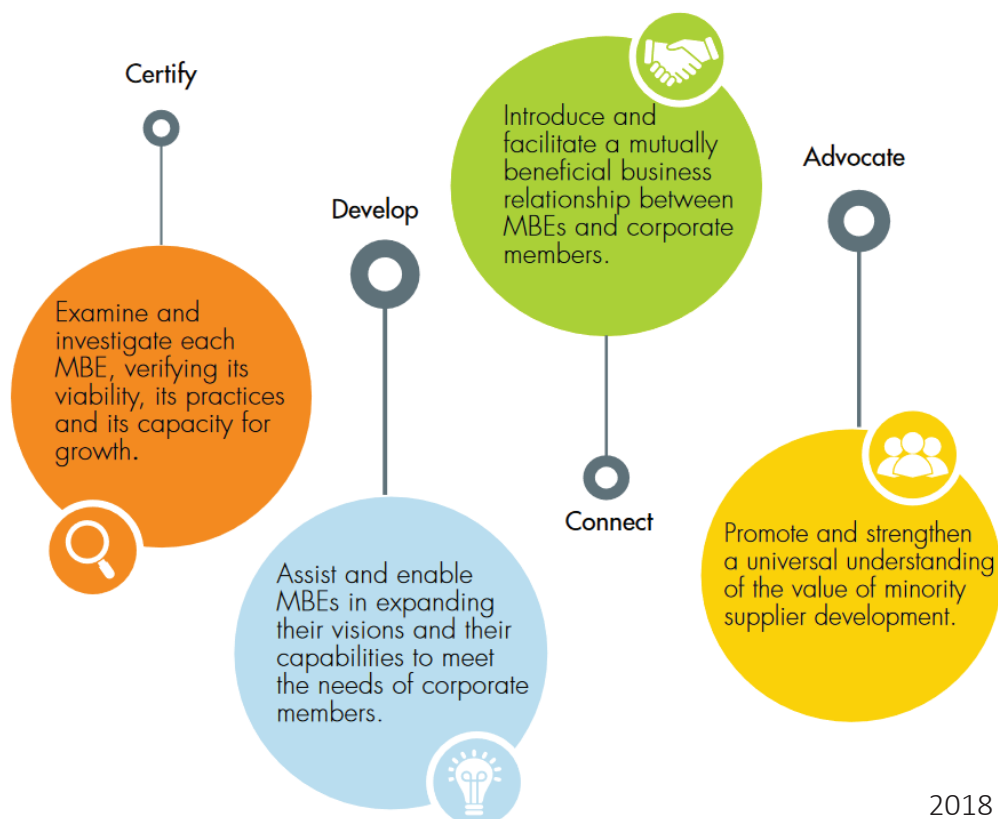 Certify
Examine and
investigate each
MBE, verifying its
viability, its practices
and its capacity for
growth.
Develop
Assist and enable
MBEs in expanding
their visions and their
capabilities to meet
the needs of corporate
members.
Introduce and
facilitate a mutually
beneficial business
relationship between
MBEs and corporate
members.
Connect
Advocate
Promote and strengthen
a universal understanding
of the value of minority
supplier development.
2018